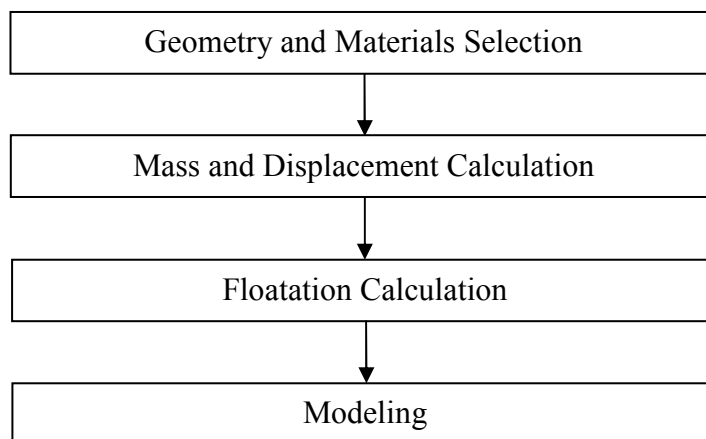 Geometry and Materials Selection
Mass and Displacement Calculation
Floatation Calculation
Modeling